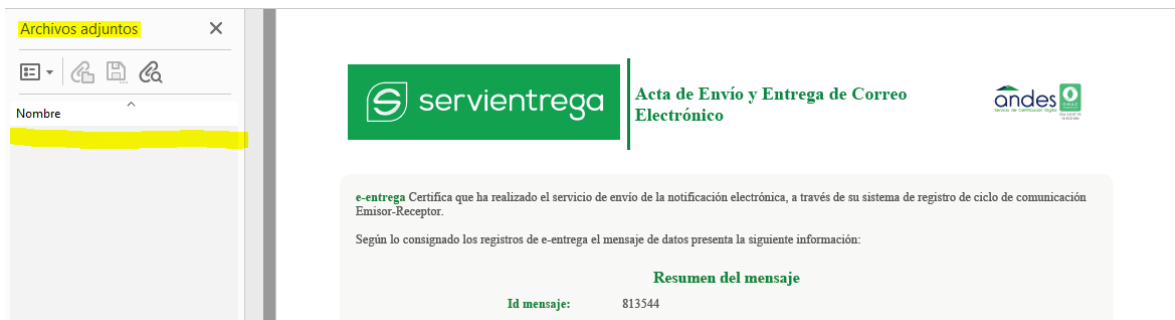 Archivos adjuntos
Nombre
servientrega
Acta de Envío y Entrega de Correo
Electrónico
andes
e-entrega Certifica que ha realizado el servicio de envío de la notificación electrónica, a través de su sistema de registro de ciclo de comunicación
Emisor-Receptor.
Según lo consignado los registros de e-entrega el mensaje de datos presenta la siguiente información:
Resumen del mensaje
Id mensaje: 813544